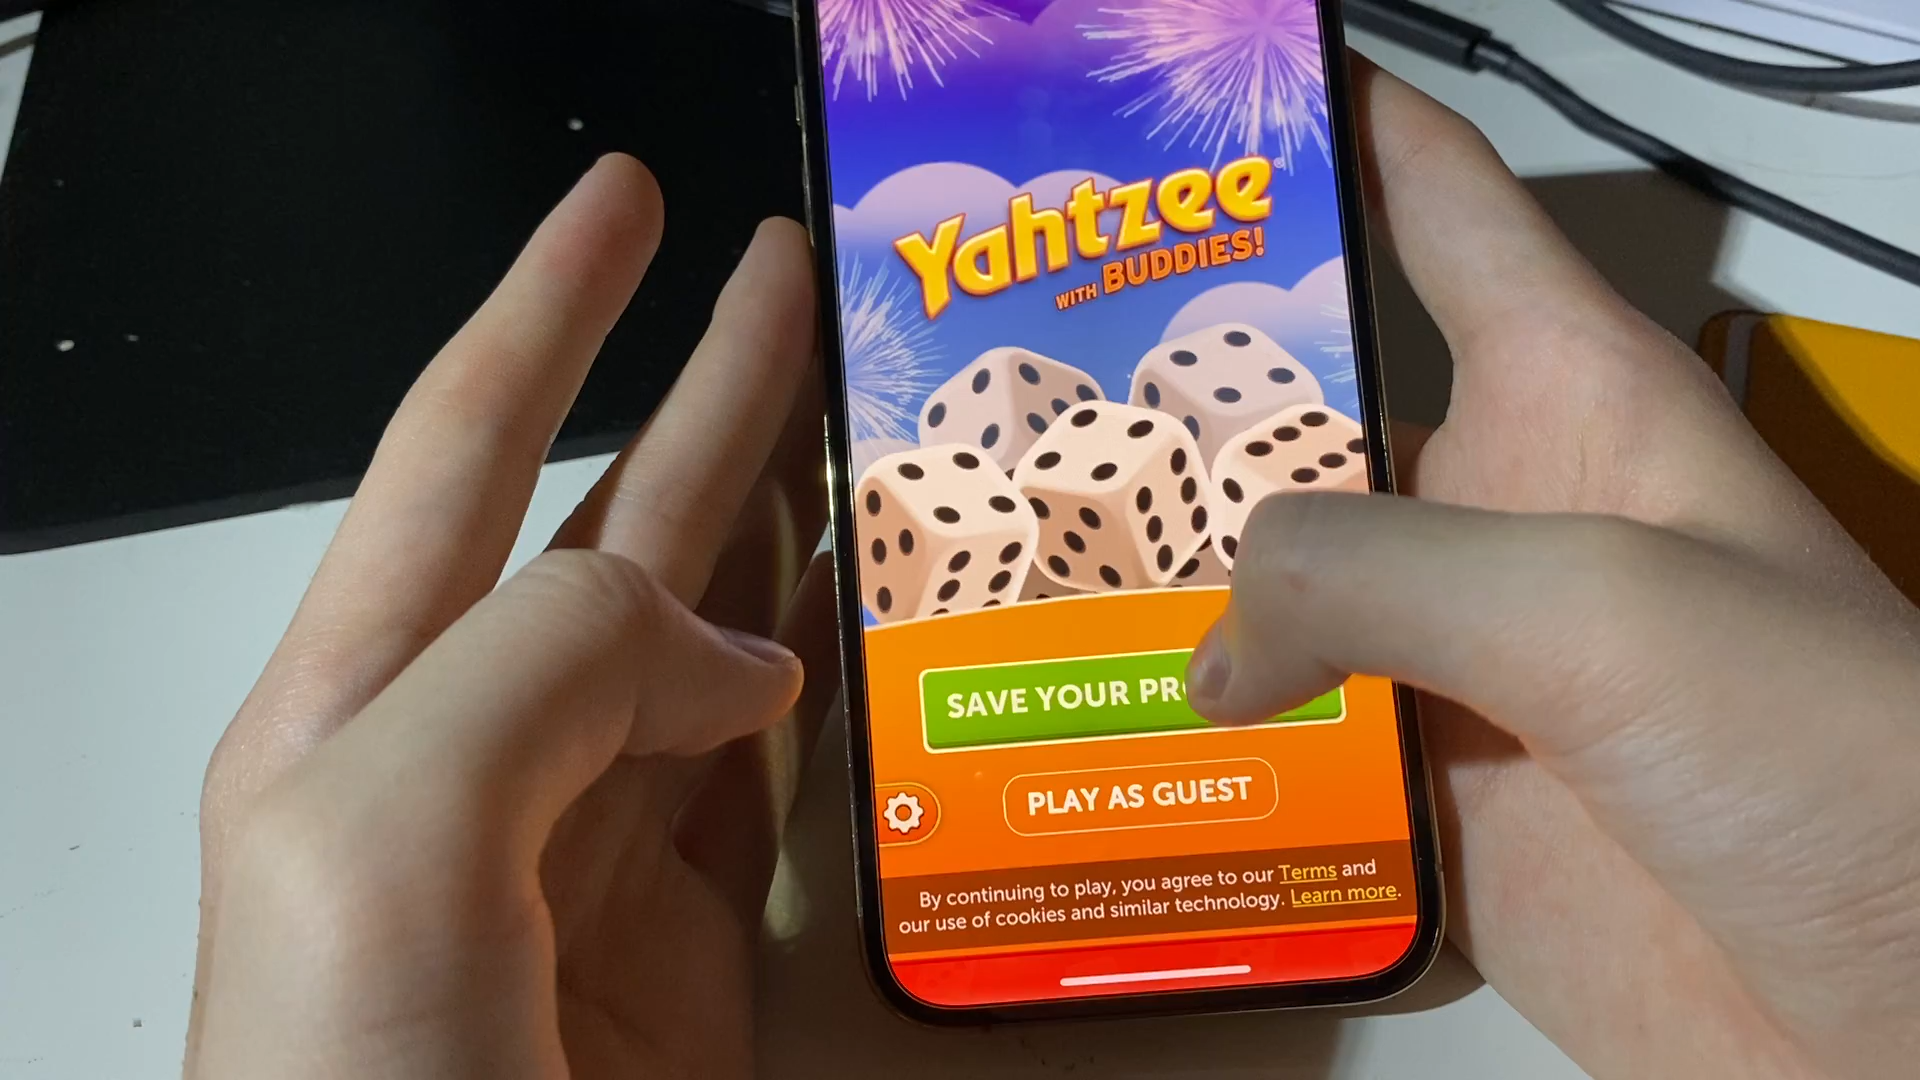 Yahtzee®
WITH BUDDIES!
SAVE YOUR
PLAY AS GUEST
By continuing to play, you agree to our Terms and
our use of cookies and similar technology. Learn more.